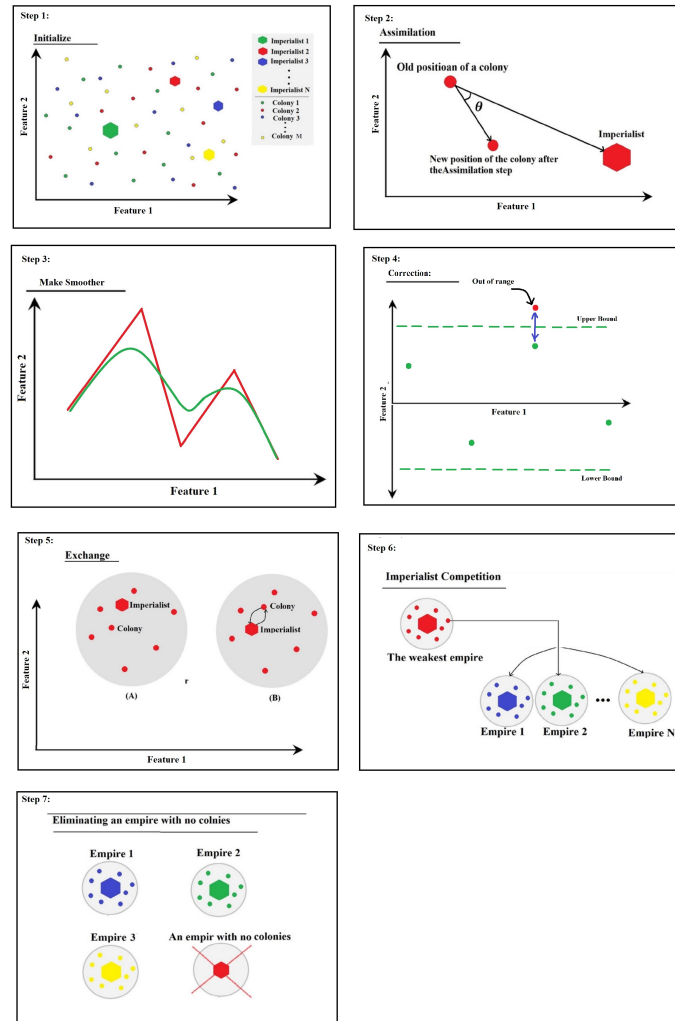 Step 1:
Initialize
Imperialist 1
Imperialist 2
Imperialist 3
Imperialist N
Colony 1
Colony 2
Colony 3
Colony M
Feature 2
Feature 1
Step 2:
Assimilation
Old positioan of a colony
θ
Imperialist
New position of the colony after
theAssimilation step
Feature 2
Feature 1
Step 3:
Make Smoother
Feature 2
Feature 1
Step 4:
Correction:
Out of range
Upper Bound
Feature 1
Feature 2
Lower Bound
Step 5:
Exchange
Imperialist
Colony
Colony
Imperialist
r
(A)
(B)
Feature 2
Feature 1
Step 6:
Imperialist Competition
The weakest empire
Empire 1
Empire 2
Empire N
Step 7:
Eliminating an empire with no colnies
Empire 1
Empire 2
Empire 3
An empir with no colonies